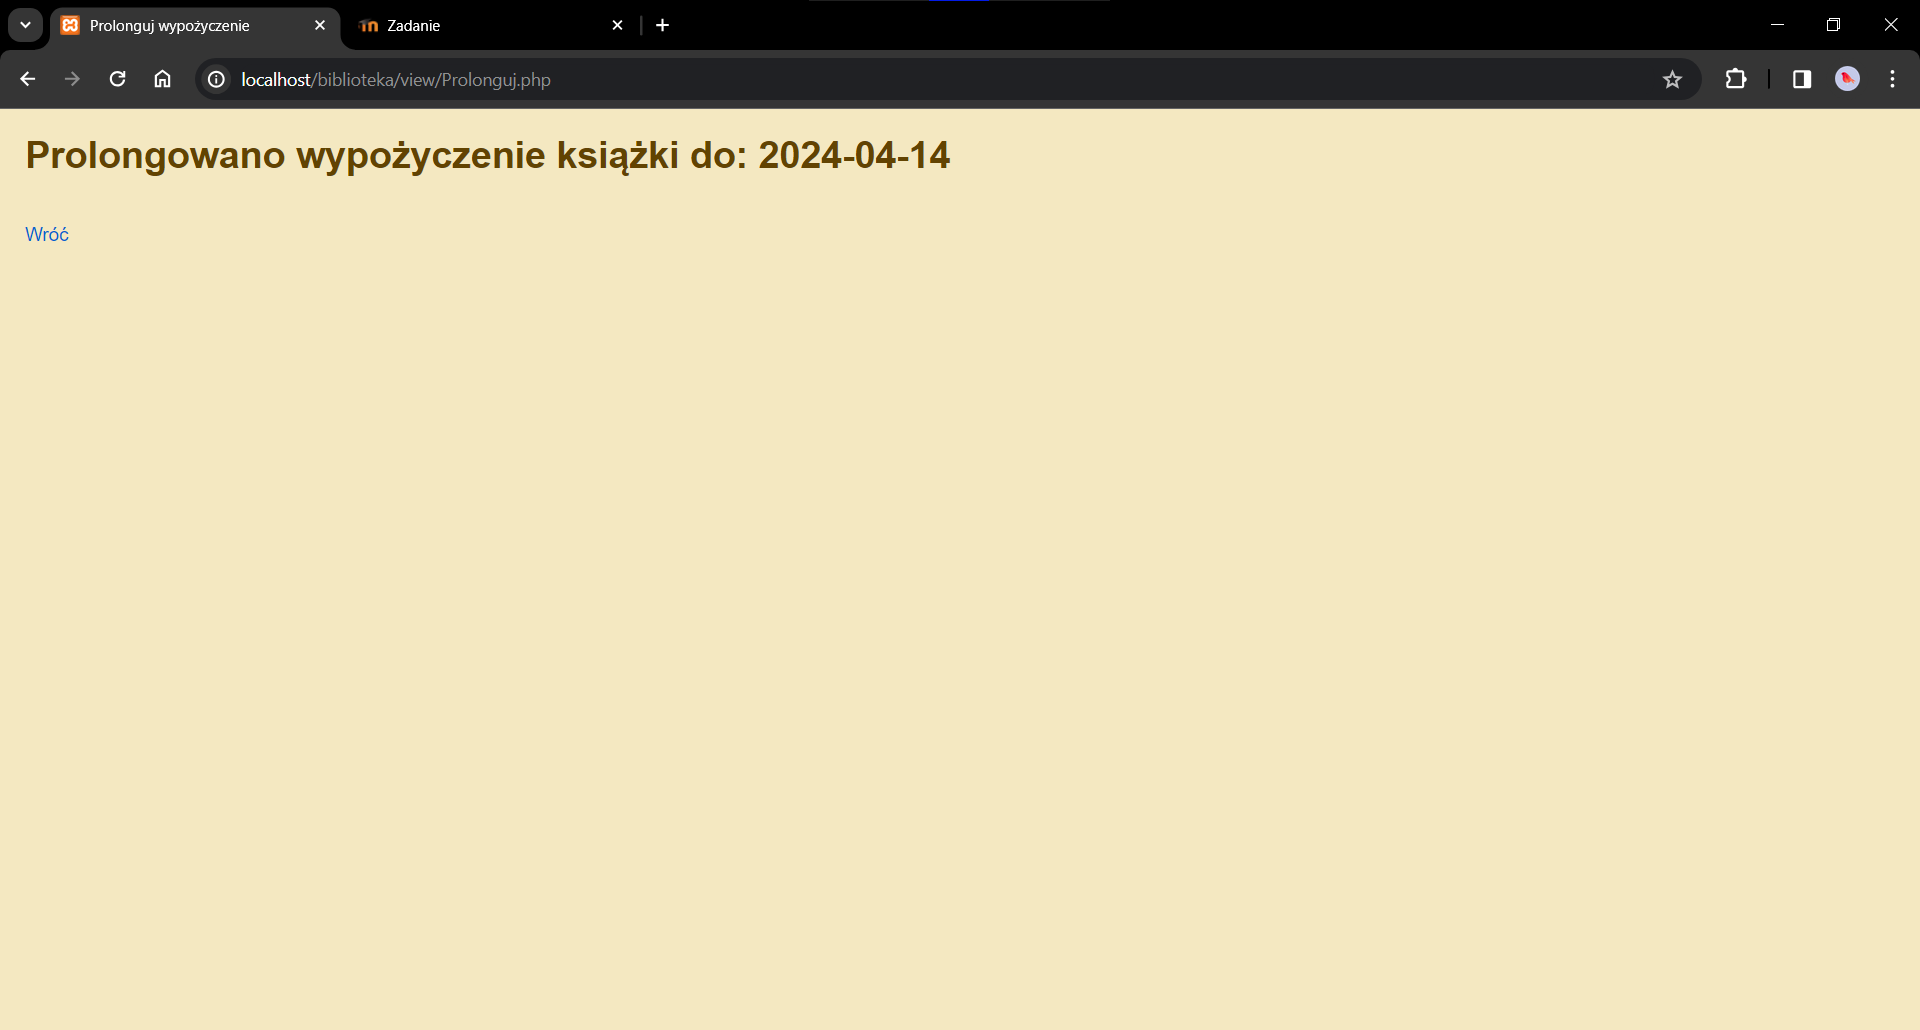 Prolonguj wypożyczenie
Zadanie
localhost/biblioteka/view/Prolonguj.php
Prolongowano wypożyczenie książki do: 2024-04-14
Wróć